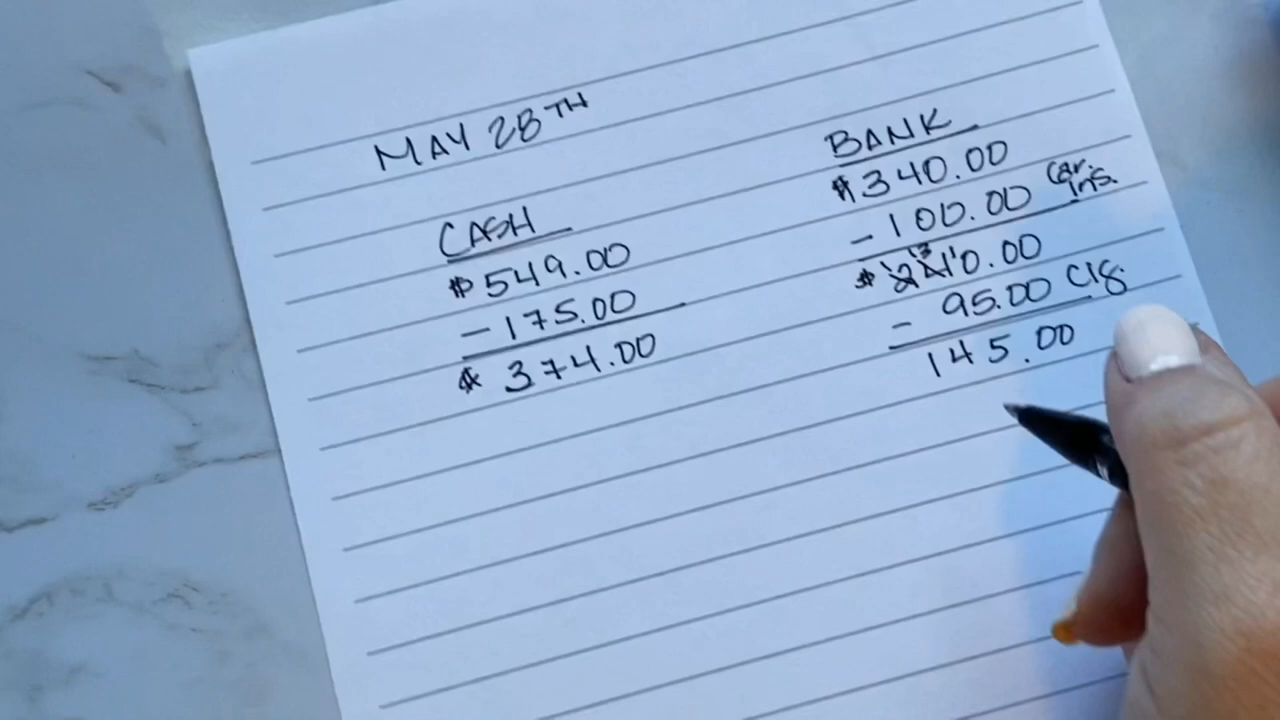 MAY 28TH
CASH
$549.00
- 175.00
$ 374.00
BANK
$340.00
- 100.00 Car. Ins.
$ 240.00
- 95.00 Cig.
145.00